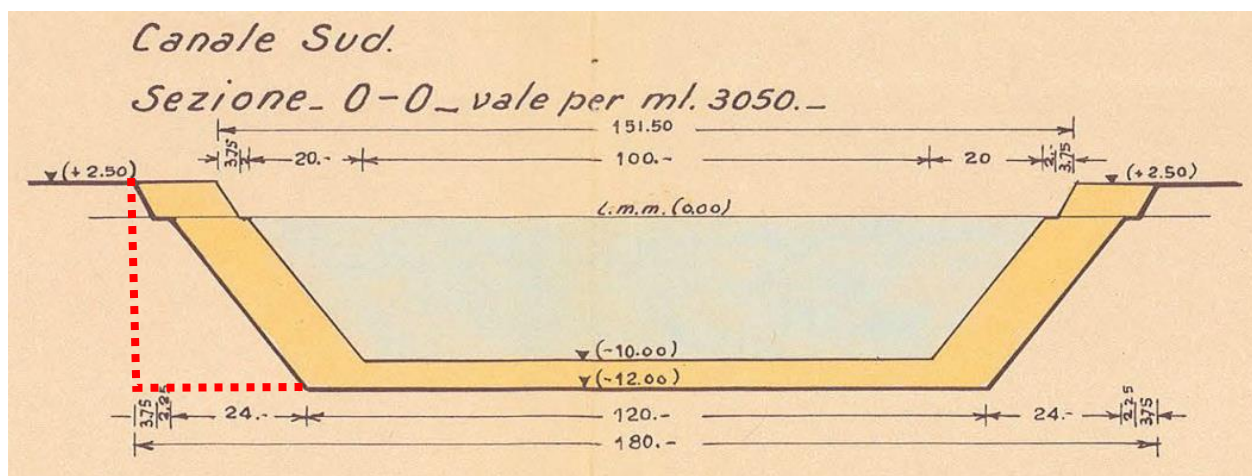 Canale Sud.
Sezione_ O-O_ vale per ml. 3050._
151.50
3.75 20.- 100.- 20 2.- 3.75
(+2.50) (+2.50)
L.m.m.(0.00)
(-10.00)
(-12.00)
3.75 2.25 24.- 120.- 24.- 2.25 3.75
180.-